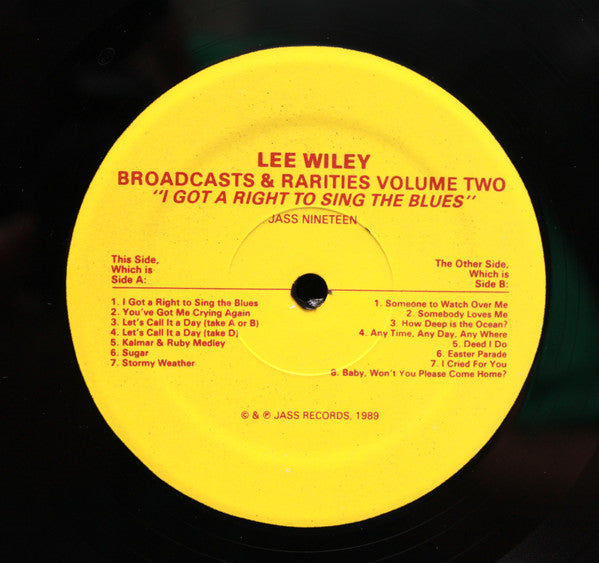 LEE WILEY
BROADCASTS & RARITIES VOLUME TWO
"I GOT A RIGHT TO SING THE BLUES"
JASS NINETEEN
This Side,
Which is
Side A:
1. I Got a Right to Sing the Blues
2. You've Got Me Crying Again
3. Let's Call It a Day (take A or B)
4. Let's Call It a Day (take D)
5. Kalmar & Ruby Medley
6. Sugar
7. Stormy Weather
The Other Side,
Which is
Side B:
1. Someone to Watch Over Me
2. Somebody Loves Me
3. How Deep is the Ocean?
4. Any Time, Any Day, Any Where
5. Deed I Do
6. Easter Parade
7. I Cried For You
8. Baby, Won't You Please Come Home?
© & ℗ JASS RECORDS, 1989